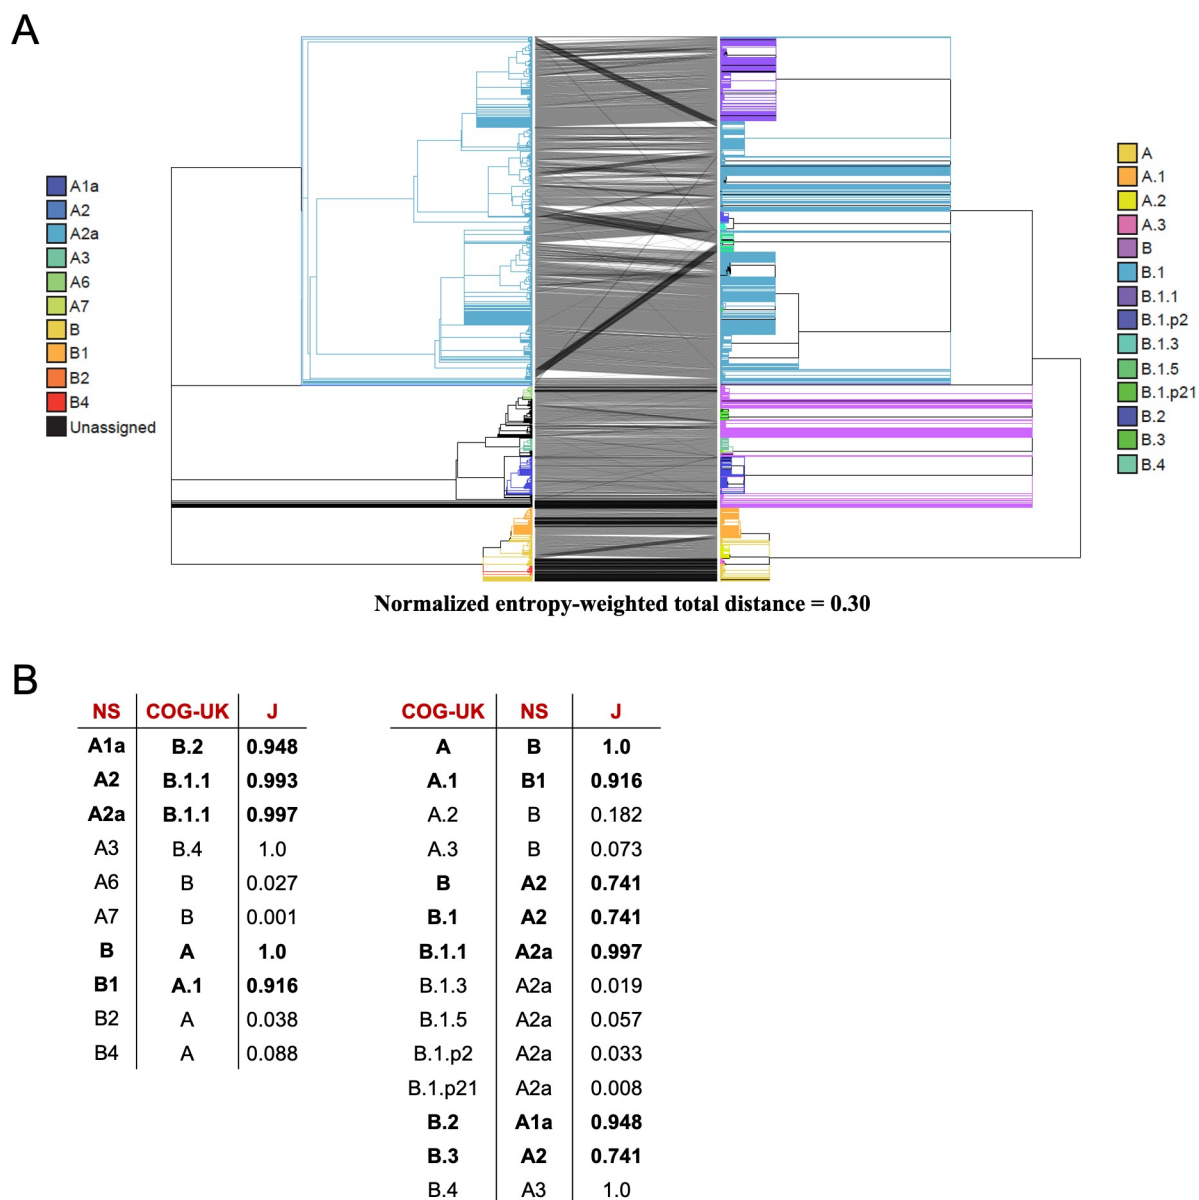 A
A1a
A2
A2a
A3
A6
A7
B
B1
B2
B4
Unassigned
A
A.1
A.2
A.3
B
B.1
B.1.1
B.1.p2
B.1.3
B.1.5
B.1.p21
B.2
B.3
B.4
Normalized entropy-weighted total distance = 0.30
B
NS COG-UK J
A1a B.2 0.948
A2 B.1.1 0.993
A2a B.1.1 0.997
A3 B.4 1.0
A6 B 0.027
A7 B 0.001
B A 1.0
B1 A.1 0.916
B2 A 0.038
B4 A 0.088
COG-UK NS J
A B 1.0
A.1 B1 0.916
A.2 B 0.182
A.3 B 0.073
B A2 0.741
B.1 A2 0.741
B.1.1 A2a 0.997
B.1.3 A2a 0.019
B.1.5 A2a 0.057
B.1.p2 A2a 0.033
B.1.p21 A2a 0.008
B.2 A1a 0.948
B.3 A2 0.741
B.4 A3 1.0